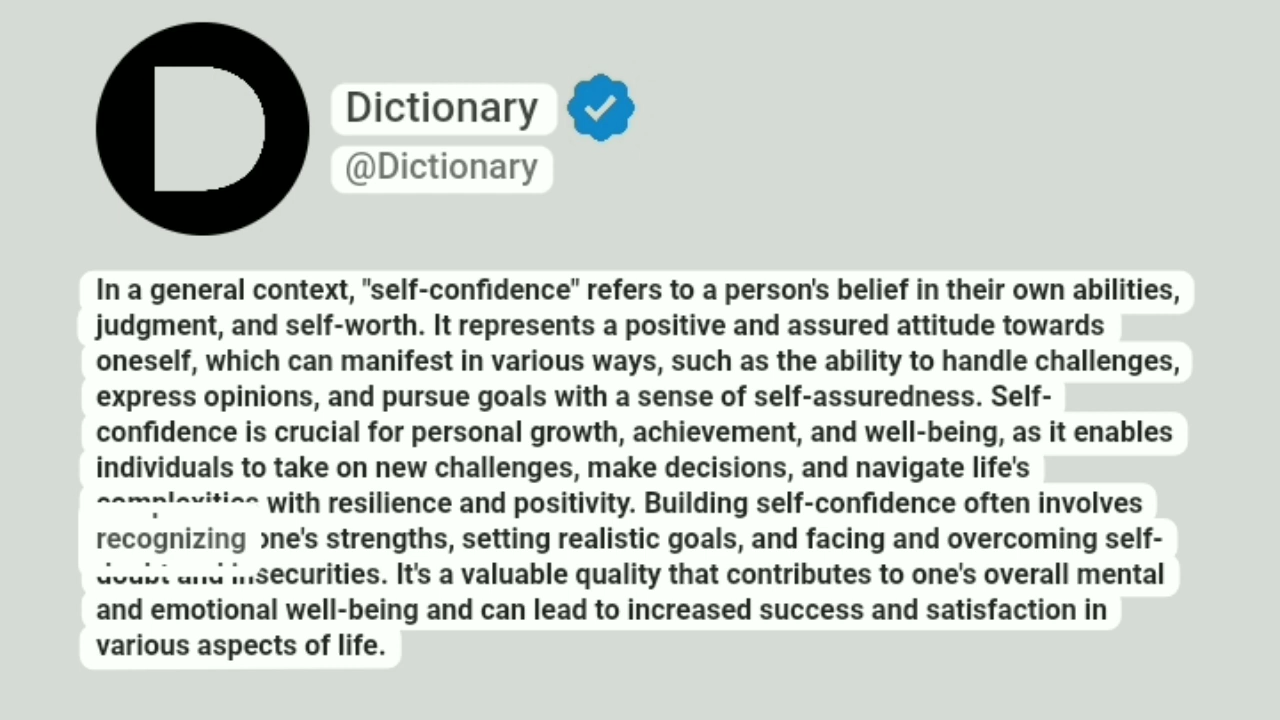 D
Dictionary
@Dictionary
In a general context, "self-confidence" refers to a person's belief in their own abilities,
judgment, and self-worth. It represents a positive and assured attitude towards
oneself, which can manifest in various ways, such as the ability to handle challenges,
express opinions, and pursue goals with a sense of self-assuredness. Self-
confidence is crucial for personal growth, achievement, and well-being, as it enables
individuals to take on new challenges, make decisions, and navigate life's
complexities with resilience and positivity. Building self-confidence often involves
recognizing one's strengths, setting realistic goals, and facing and overcoming self-
doubt and insecurities. It's a valuable quality that contributes to one's overall mental
and emotional well-being and can lead to increased success and satisfaction in
various aspects of life.